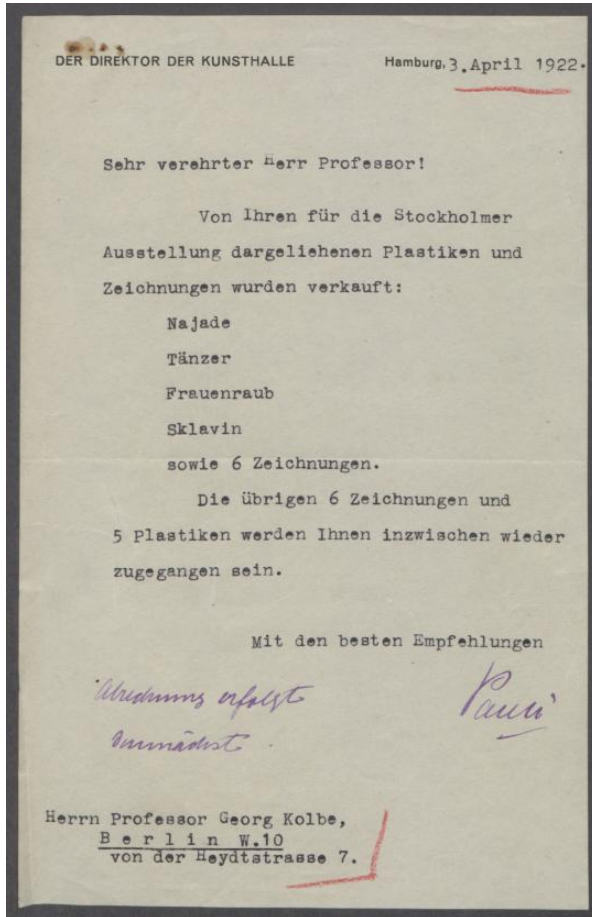 DER DIREKTOR DER KUNSTHALLE Hamburg, 3.April 1922.
Sehr verehrter Herr Professor!
Von Ihren für die Stockholmer
Ausstellung dargeliehenen Plastiken und
Zeichnungen wurden verkauft:
Najade
Tänzer
Frauenraub
Sklavin
sowie 6 Zeichnungen.
Die übrigen 6 Zeichnungen und
5 Plastiken werden Ihnen inzwischen wieder
zugegangen sein.
Mit den besten Empfehlungen
Abrechnung erfolgt Pauli
demnächst.
Herrn Professor Georg Kolbe,
Berlin W.10
von der Heydtstrasse 7.